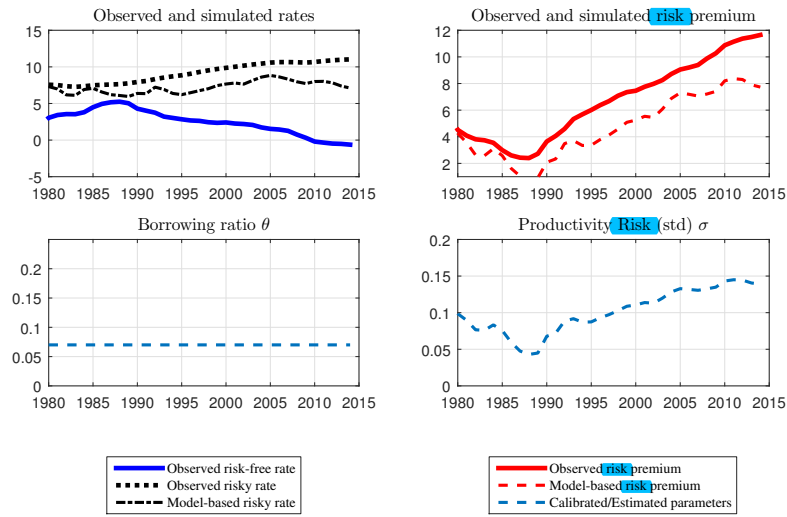 Observed and simulated rates
15
10
5
0
-5
1980 1985 1990 1995 2000 2005 2010 2015
Observed and simulated risk premium
12
10
8
6
4
2
1980 1985 1990 1995 2000 2005 2010 2015
Borrowing ratio θ
0.2
0.15
0.1
0.05
0
1980 1985 1990 1995 2000 2005 2010 2015
Productivity Risk (std) σ
0.2
0.15
0.1
0.05
0
1980 1985 1990 1995 2000 2005 2010 2015
Observed risk-free rate
Observed risky rate
Model-based risky rate
Observed risk premium
Model-based risk premium
Calibrated/Estimated parameters